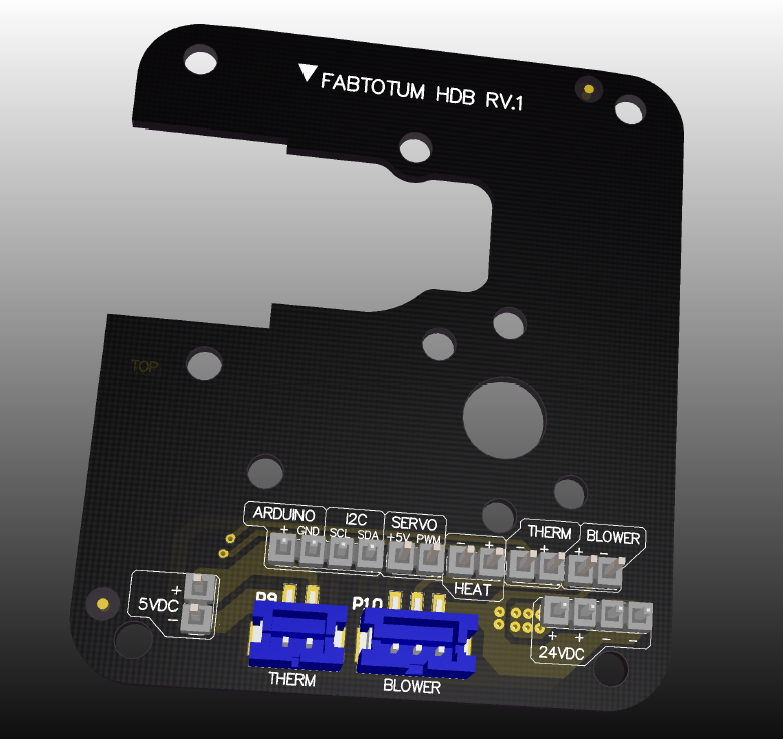 FABTOTUM HDB RV.1
TOP
ARDUINO I2C SERVO THERM BLOWER
+ GND SCL SDA +5V PWM - + - + + -
HEAT
+
5VDC
-
P9 P10
+ + - -
24VDC
THERM BLOWER